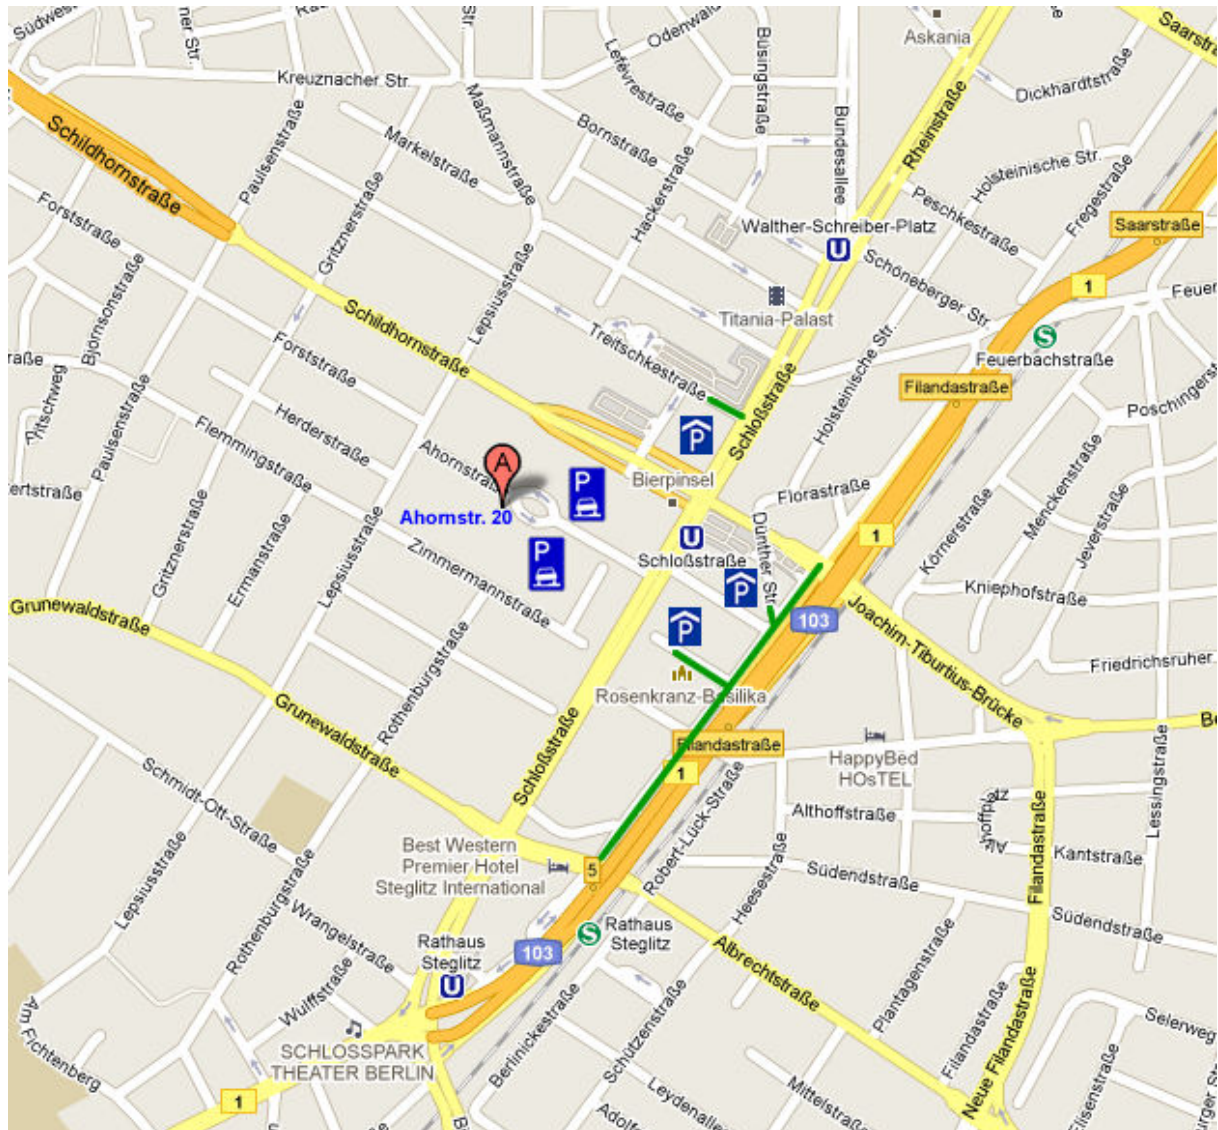 Askania
Saarstraße
Odenwald
Büsingstraße
Lefèvrestraße
Kreuznacher Str.
Dickhardtstraße
Schildhornstraße
Paulsenstraße
Markelstraße
Maßmannstraße
Bornstraße
Bundesallee
Rheinstraße
Holsteinische Str.
Fregestraße
Peschkestraße
Hackerstraße
Forststraße
Gritznerstraße
Walther-Schreiber-Platz
U
Saarstraße
Björnsonstraße
Lepsiusstraße
Schöneberger Str.
1
Feuer
Schildhornstraße
Treitschkestraße
Titania-Palast
S
Feuerbachstraße
Forststraße
Holsteinische Str.
Filandastraße
Poschingerst
Paulsenstraße
Herderstraße
Flemmingstraße
Ahornstraße
A
P
Schloßstraße
Bierpinsel
P
Ahornstr. 20
Florastraße
Menckenstraße
Jeverstraße
Körnerstraße
1
Gritznerstraße
Ermanstraße
Lepsiusstraße
Zimmermannstraße
P
U
Schloßstraße
Dünther Str.
P
P
Kniephofstraße
Grunewaldstraße
103
Joachim-Tiburtius-Brücke
Friedrichsruher
Rothenburgstraße
Rosenkranz-Basilika
Grunewaldstraße
Schloßstraße
Filandastraße
1
Be
HappyBed
HOsTEL
Schmidt-Ott-Straße
Robert-Lück-Straße
Althoffstraße
Lessingstraße
Filandastraße
Kantstraße
Best Western
Premier Hotel
Steglitz International
5
Südendstraße
Heesestraße
Südendstraße
Lepsiusstraße
Rothenburgstraße
Wrangelstraße
Rathaus
Steglitz
U
103
S
Rathaus
Steglitz
Albrechtstraße
Plantagenstraße
Wulffstraße
Am Fichtenberg
SCHLOSSPARK
THEATER BERLIN
Berlinickestraße
Schützenstraße
Filandastraße
Neue Filandastraße
Selerweg
1
Leydenallee
Mittelstraße
Elsenstraße